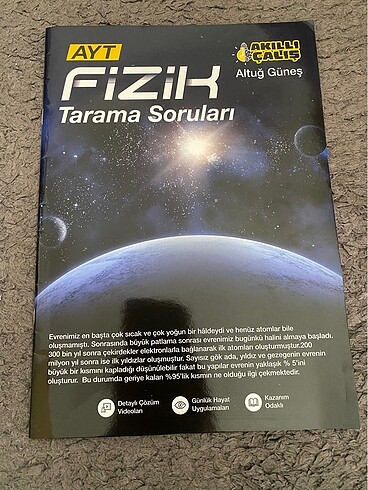 AYT
FiZiK
Tarama Soruları
AKILLI
ÇALIŞ
Altuğ Güneş
Evrenimiz en başta çok sıcak ve çok yoğun bir hâldeydi ve henüz atomlar bile
oluşmamıştı. Sonrasında büyük patlama sonrası evrenimiz bugünkü halini almaya başladı.
300 bin yıl sonra çekirdekler elektronlarla bağlanarak ilk atomları oluşturmuştur.200
milyon yıl sonra ise ilk yıldızlar oluşmuştur. Sayısız gök ada, yıldız ve gezegenin evrenin
büyük bir kısmını kapladığı düşünülebilir fakat bu yapılar evrenin yaklaşık % 5'ini
oluşturur. Bu durumda geriye kalan %95'lik kısmın ne olduğu ilgi çekmektedir.
Detaylı Çözüm
Videoları
Günlük Hayat
Uygulamaları
Kazanım
Odaklı